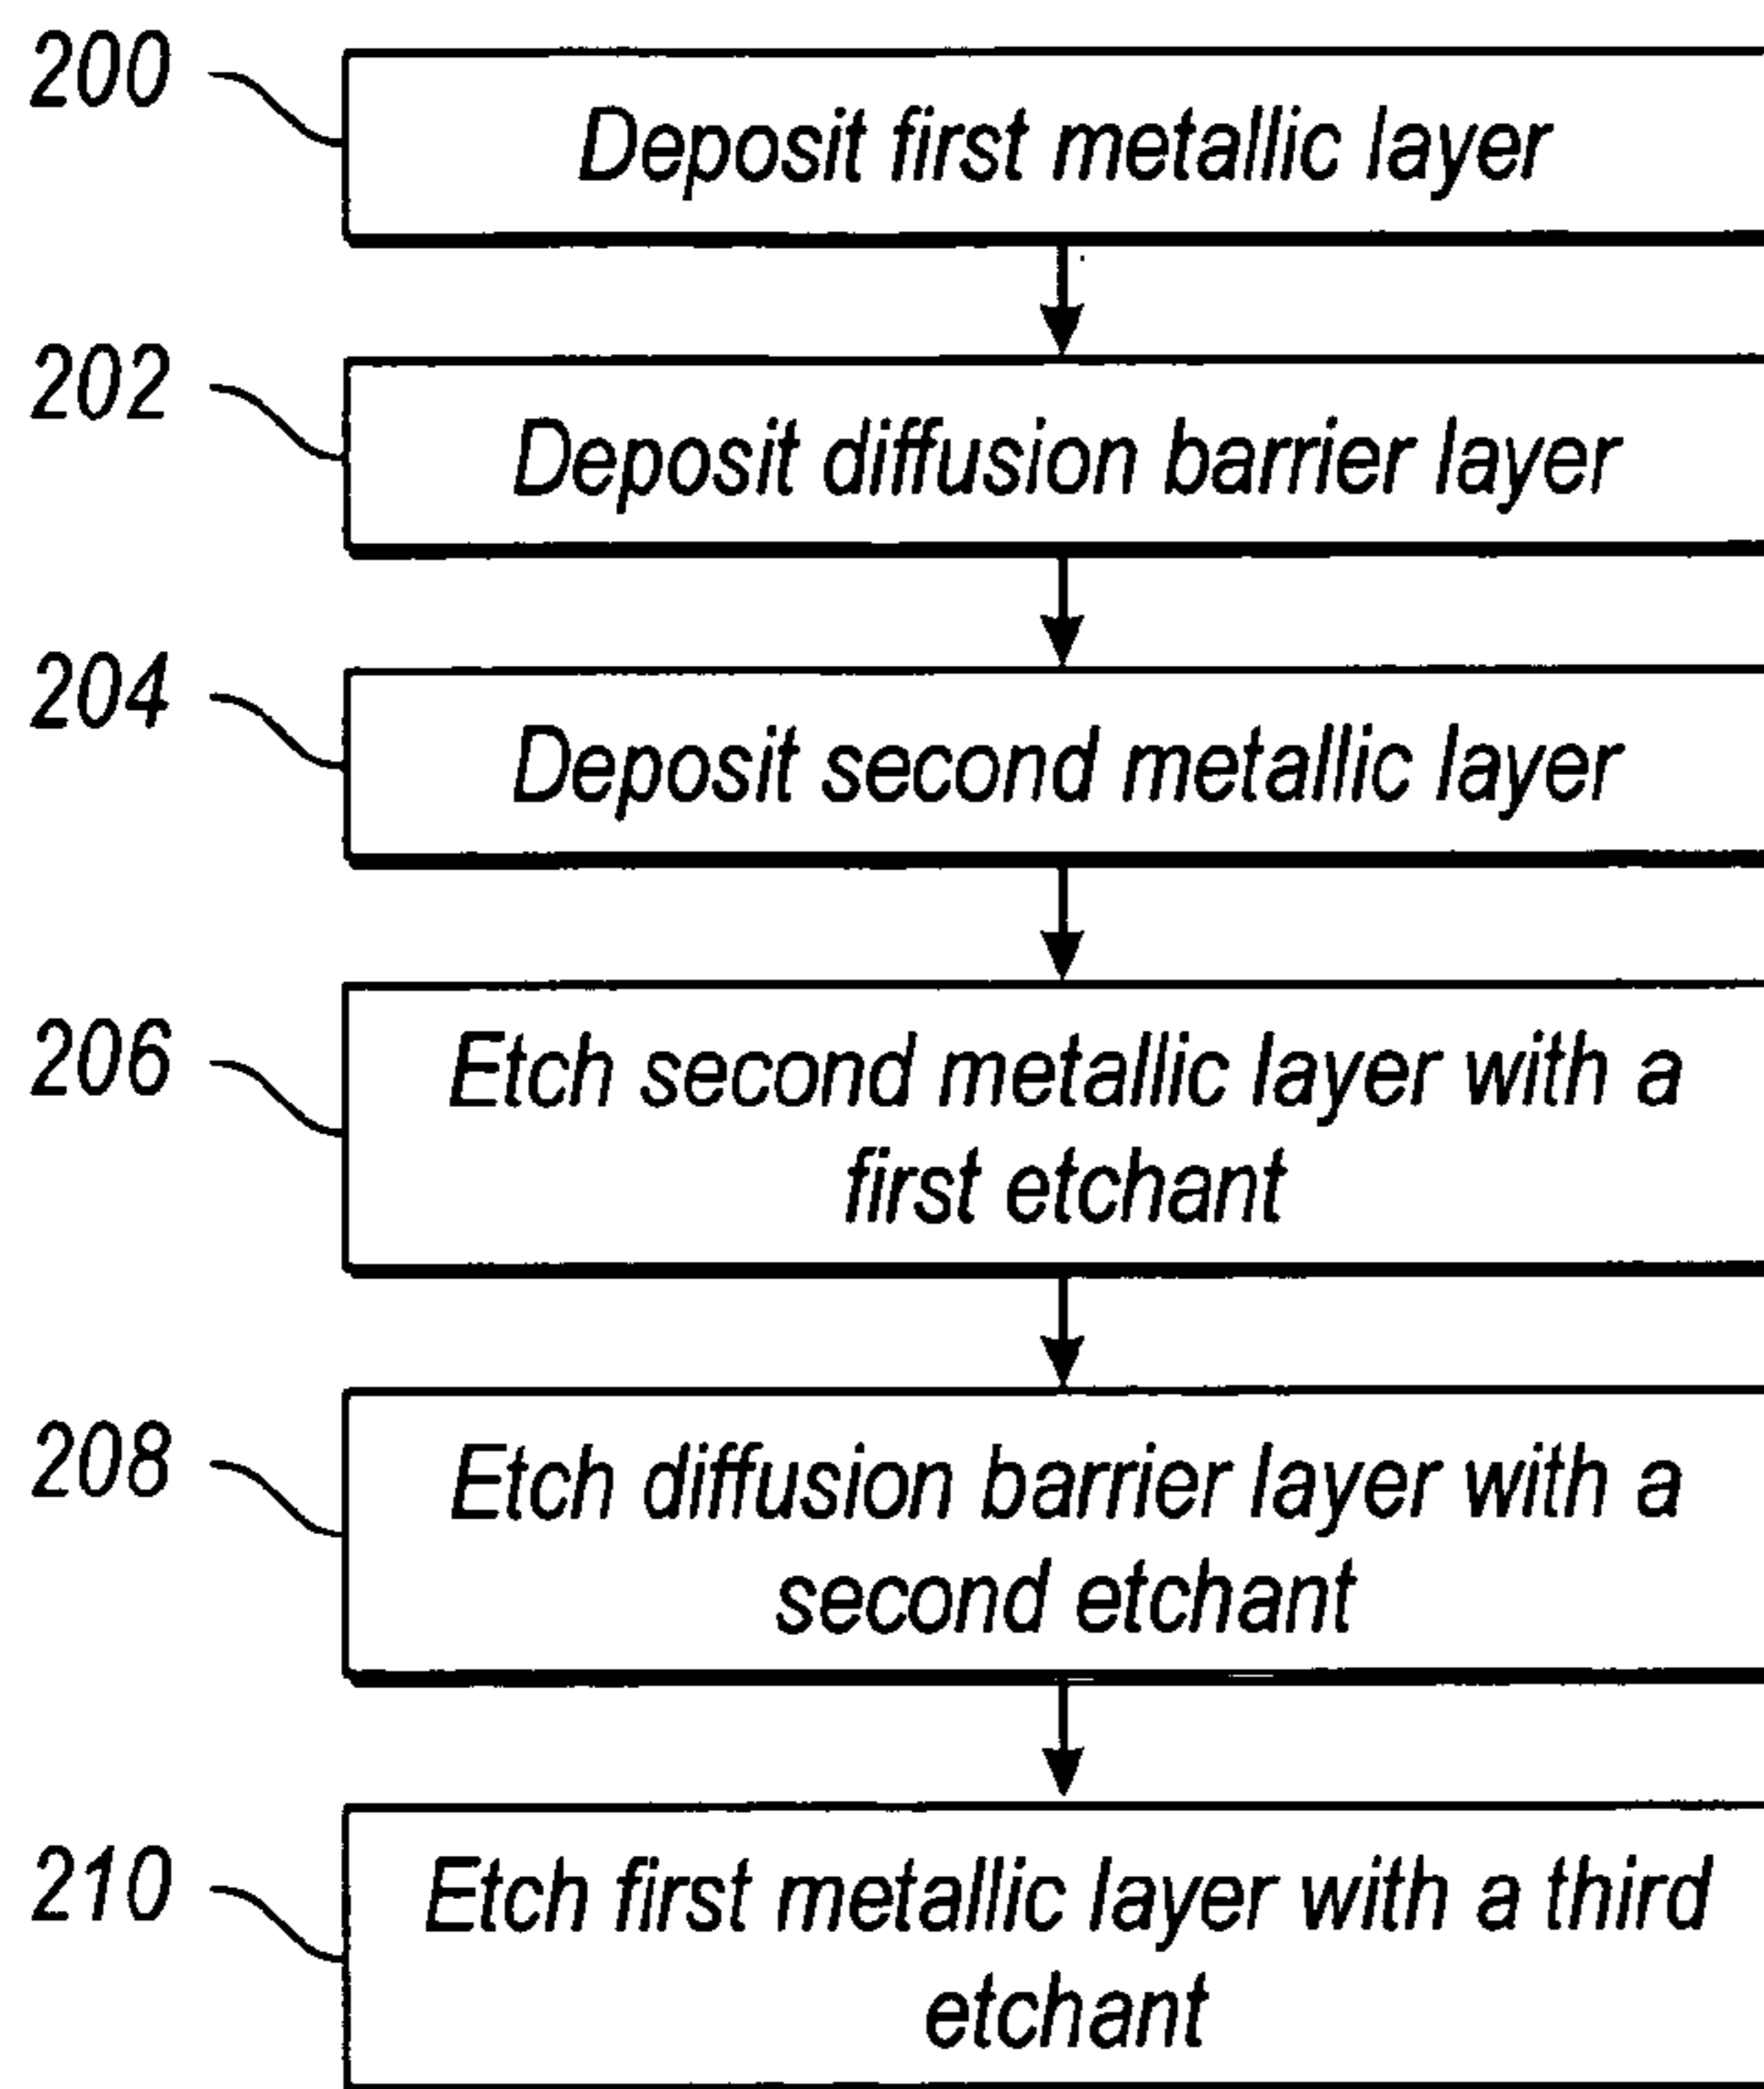 200
Deposit first metallic layer
202
Deposit diffusion barrier layer
204
Deposit second metallic layer
206
Etch second metallic layer with a
first etchant
208
Etch diffusion barrier layer with a
second etchant
210
Etch first metallic layer with a third
etchant